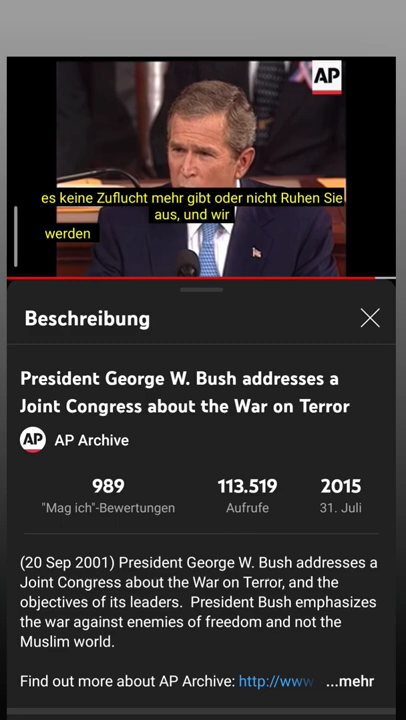 AP
es keine Zuflucht mehr gibt oder nicht Ruhen Sie
aus, und wir
werden
Beschreibung
President George W. Bush addresses a
Joint Congress about the War on Terror
AP AP Archive
989 113.519 2015
"Mag ich"-Bewertungen Aufrufe 31. Juli
(20 Sep 2001) President George W. Bush addresses a
Joint Congress about the War on Terror, and the
objectives of its leaders. President Bush emphasizes
the war against enemies of freedom and not the
Muslim world.
Find out more about AP Archive: http://www ...mehr